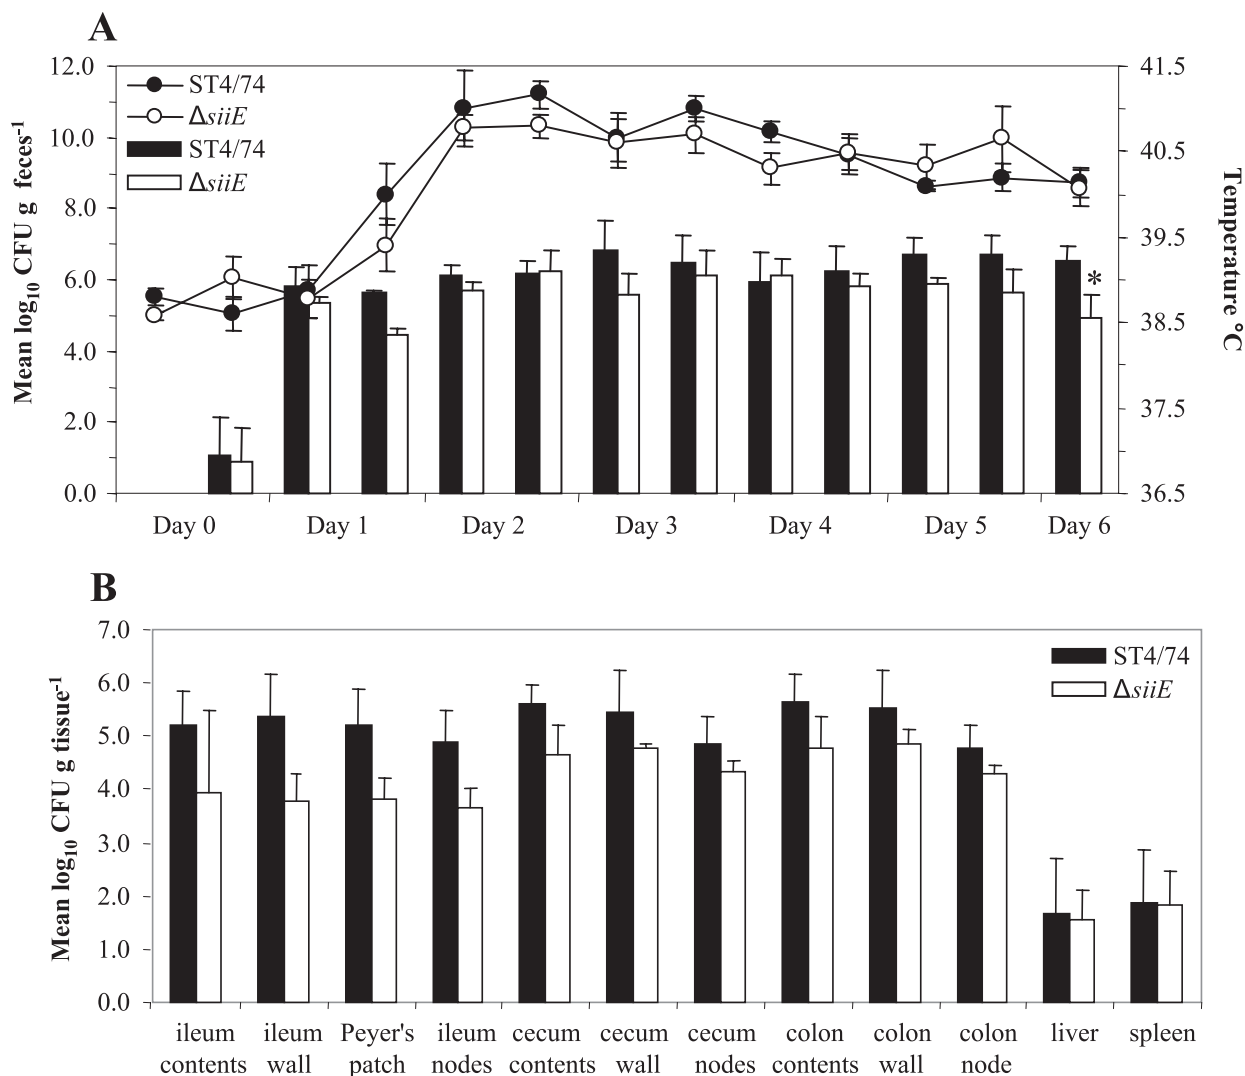 A
Mean log10 CFU g feces-1
12.0
10.0
8.0
6.0
4.0
2.0
0.0
ST4/74
ΔsiiE
ST4/74
ΔsiiE
*
41.5
40.5
39.5
38.5
37.5
36.5
Temperature °C
Day 0 Day 1 Day 2 Day 3 Day 4 Day 5 Day 6
B
Mean log10 CFU g tissue-1
7.0
6.0
5.0
4.0
3.0
2.0
1.0
0.0
ST4/74
ΔsiiE
ileum ileum Peyer's ileum cecum cecum cecum colon colon colon liver spleen
contents wall patch nodes contents wall nodes contents wall node